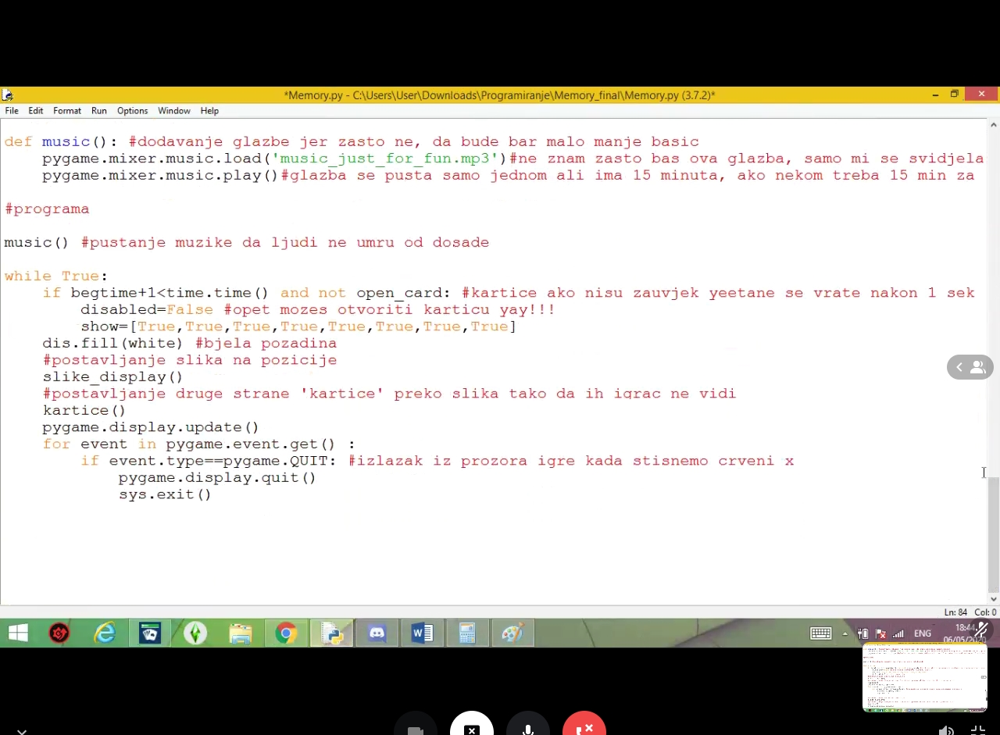 *Memory.py - C:\Users\User\Downloads\Programiranje\Memory_final\Memory.py (3.7.2)*
File Edit Format Run Options Window Help
def music(): #dodavanje glazbe jer zasto ne, da bude bar malo manje basic
    pygame.mixer.music.load('music_just_for_fun.mp3')#ne znam zasto bas ova glazba, samo mi se svidjela
    pygame.mixer.music.play()#glazba se pusta samo jednom ali ima 15 minuta, ako nekom treba 15 min za
#programa
music() #pustanje muzike da ljudi ne umru od dosade
while True:
    if begtime+1<time.time() and not open_card: #kartice ako nisu zauvjek yeetane se vrate nakon 1 sek
        disabled=False #opet mozes otvoriti karticu yay!!!
        show=[True,True,True,True,True,True,True,True]
    dis.fill(white) #bjela pozadina
    #postavljanje slika na pozicije
    slike_display()
    #postavljanje druge strane 'kartice' preko slika tako da ih igrac ne vidi
    kartice()
    pygame.display.update()
    for event in pygame.event.get() :
        if event.type==pygame.QUIT: #izlazak iz prozora igre kada stisnemo crveni x
            pygame.display.quit()
            sys.exit()
Ln: 84 Col: 0
ENG
18:44
06/05/2020